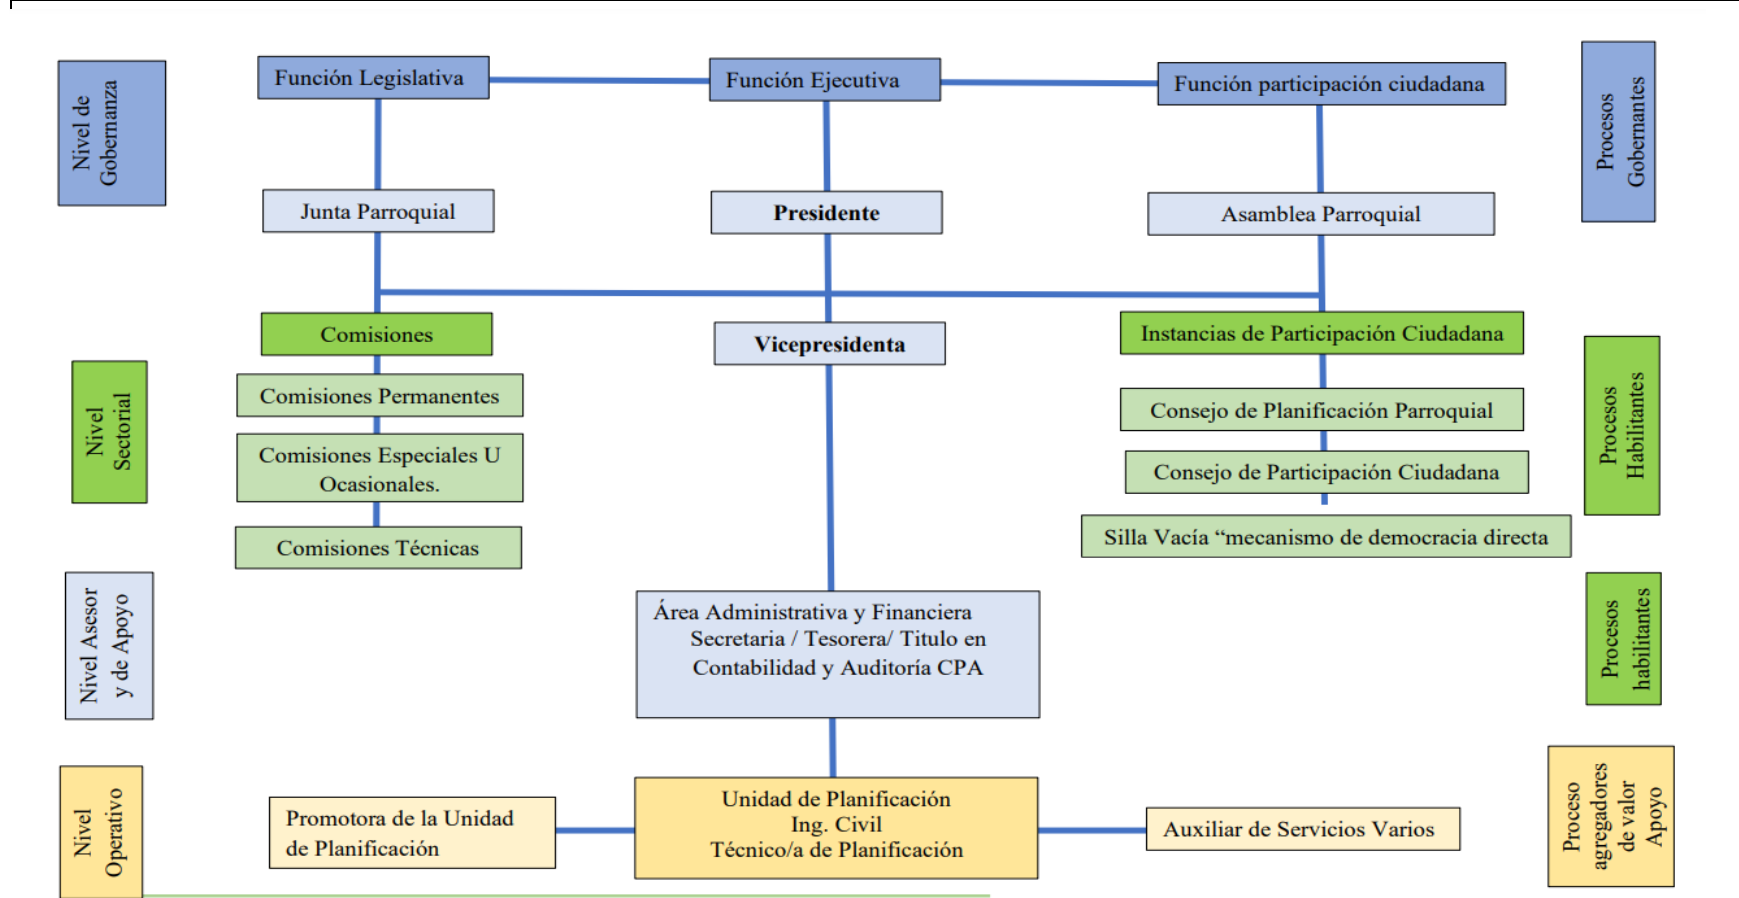 Nivel de
Gobernanza
Función Legislativa
Función Ejecutiva
Función participación ciudadana
Procesos
Gobernantes
Junta Parroquial
Presidente
Asamblea Parroquial
Comisiones
Vicepresidenta
Instancias de Participación Ciudadana
Nivel
Sectorial
Comisiones Permanentes
Consejo de Planificación Parroquial
Procesos
Habilitantes
Comisiones Especiales U
Ocasionales.
Consejo de Participación Ciudadana
Comisiones Técnicas
Silla Vacía “mecanismo de democracia directa
Nivel Asesor
y de Apoyo
Área Administrativa y Financiera
Secretaria / Tesorera/ Titulo en
Contabilidad y Auditoría CPA
Procesos
habilitantes
Nivel
Operativo
Promotora de la Unidad
de Planificación
Unidad de Planificación
Ing. Civil
Técnico/a de Planificación
Auxiliar de Servicios Varios
Proceso
agregadores
de valor
Apoyo